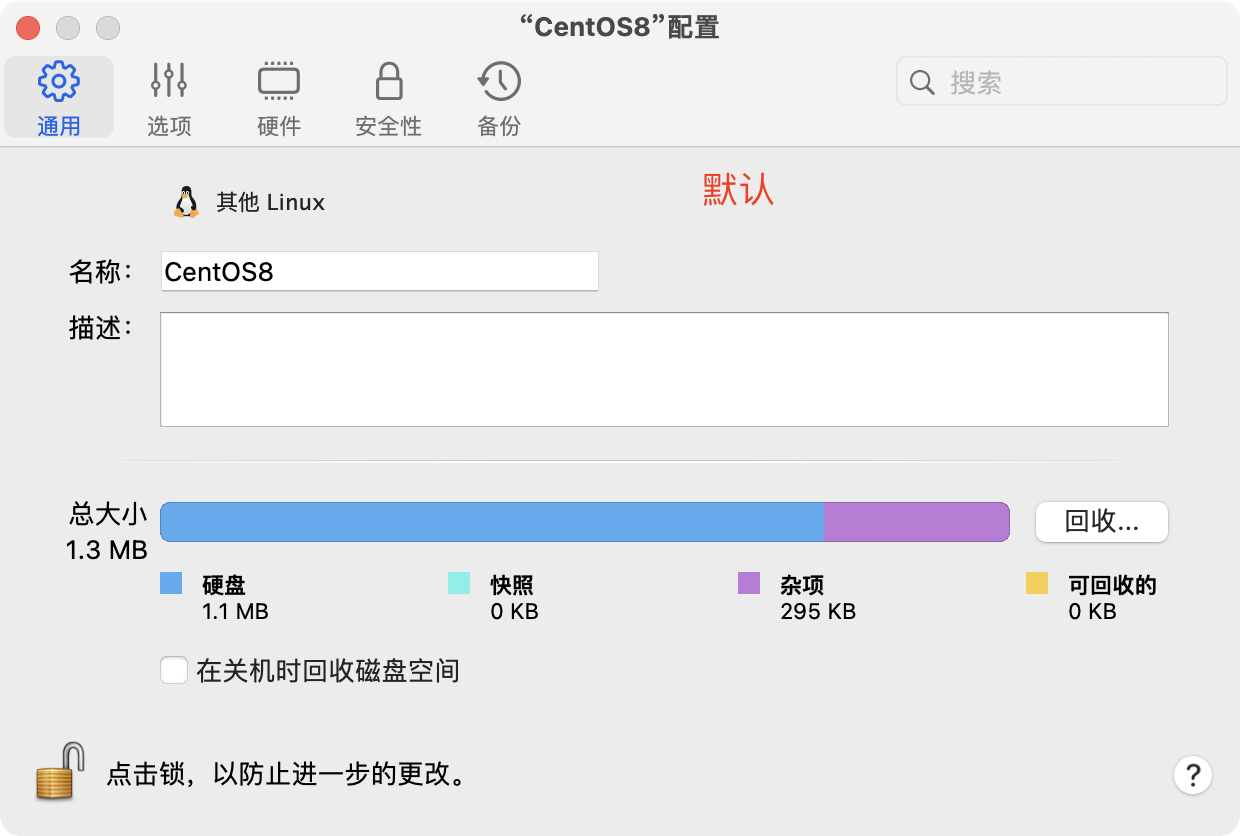 “CentOS8”配置
通用
选项
硬件
安全性
备份
搜索
其他 Linux
默认
名称：
CentOS8
描述：
总大小
1.3 MB
回收...
硬盘
1.1 MB
快照
0 KB
杂项
295 KB
可回收的
0 KB
在关机时回收磁盘空间
点击锁，以防止进一步的更改。
?